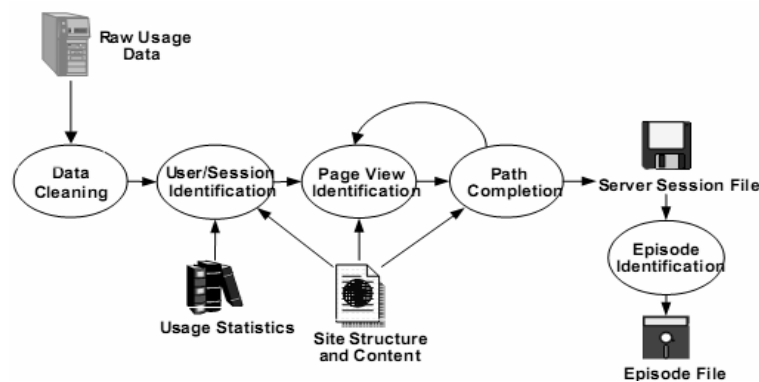 Raw Usage
Data
Data
Cleaning
User/Session
Identification
Page View
Identification
Path
Completion
Server Session File
Episode
Identification
Usage Statistics
Site Structure
and Content
Episode File